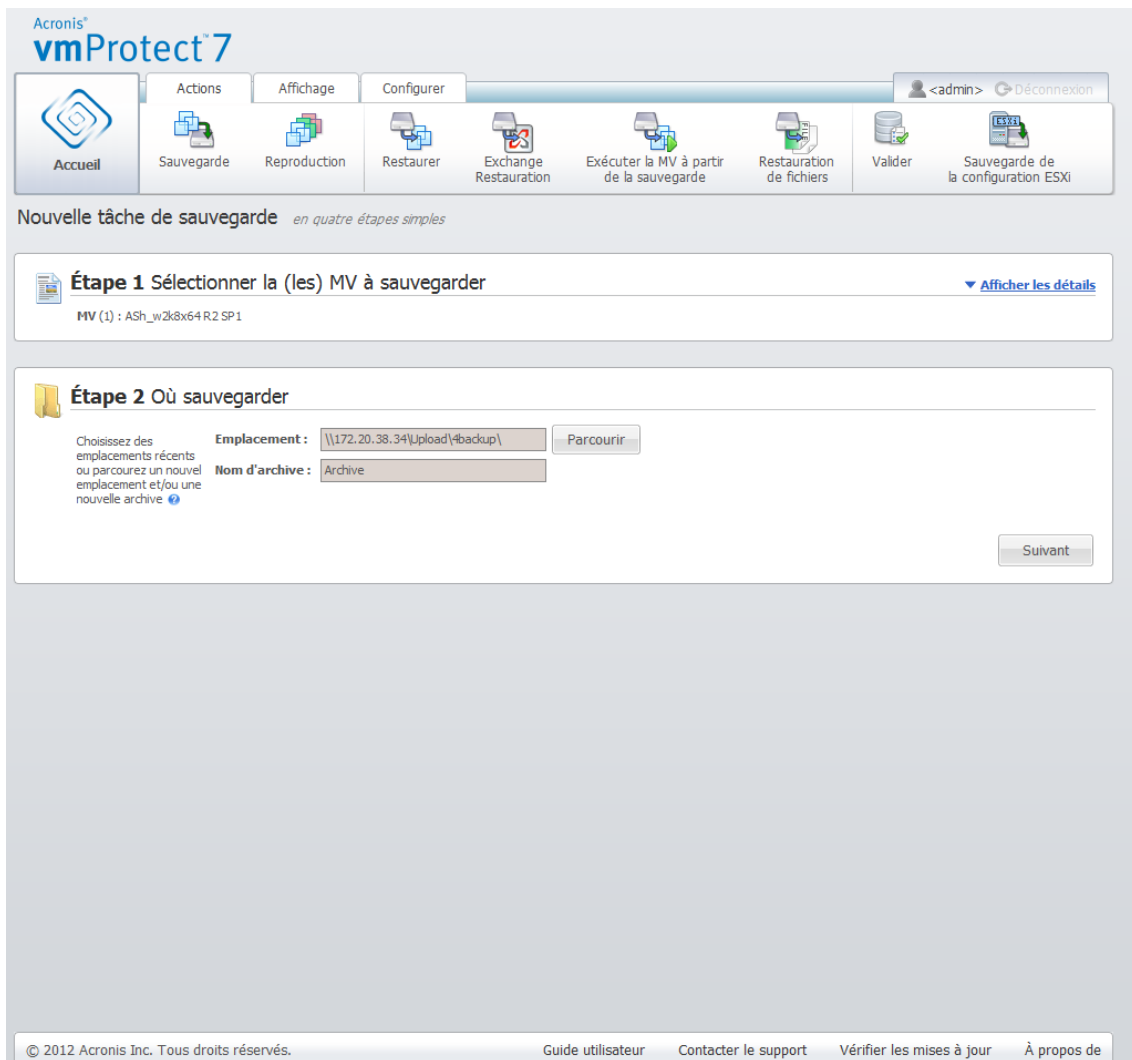 Acronis®
vmProtect™ 7
Actions Affichage Configurer <admin> Déconnexion
Accueil
Sauvegarde
Reproduction
Restaurer
Exchange
Restauration
Exécuter la MV à partir
de la sauvegarde
Restauration
de fichiers
Valider
ESXi
Sauvegarde de
la configuration ESXi
Nouvelle tâche de sauvegarde en quatre étapes simples
Étape 1 Sélectionner la (les) MV à sauvegarder
Afficher les détails
MV (1) : ASh_w2k8x64 R2 SP1
Étape 2 Où sauvegarder
Choisissez des
emplacements récents
ou parcourez un nouvel
emplacement et/ou une
nouvelle archive
Emplacement : \\172.20.38.34\Upload\4backup\ Parcourir
Nom d'archive : Archive
Suivant
© 2012 Acronis Inc. Tous droits réservés. Guide utilisateur Contacter le support Vérifier les mises à jour À propos de